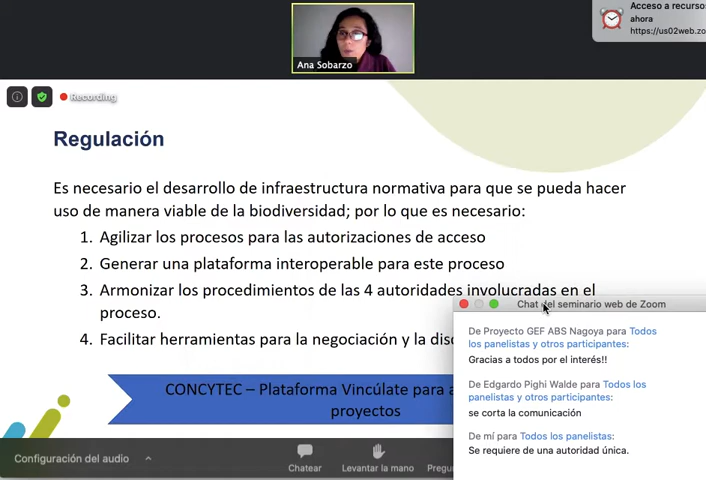 Acceso a recurso
ahora
https://us02web.zo
Ana Sobarzo
Recording
Regulación
Es necesario el desarrollo de infraestructura normativa para que se pueda hacer
uso de manera viable de la biodiversidad; por lo que es necesario:
1. Agilizar los procesos para las autorizaciones de acceso
2. Generar una plataforma interoperable para este proceso
3. Armonizar los procedimientos de las 4 autoridades involucradas en el
proceso.
4. Facilitar herramientas para la negociación y la
CONCYTEC – Plataforma Vincúlate para
proyectos
Chat del seminario web de Zoom
De Proyecto GEF ABS Nagoya para Todos
los panelistas y otros participantes:
Gracias a todos por el interés!!
De Edgardo Pighi Walde para Todos los
panelistas y otros participantes:
se corta la comunicación
De mí para Todos los panelistas:
Se requiere de una autoridad única.
Configuración del audio
Chatear
Levantar la mano